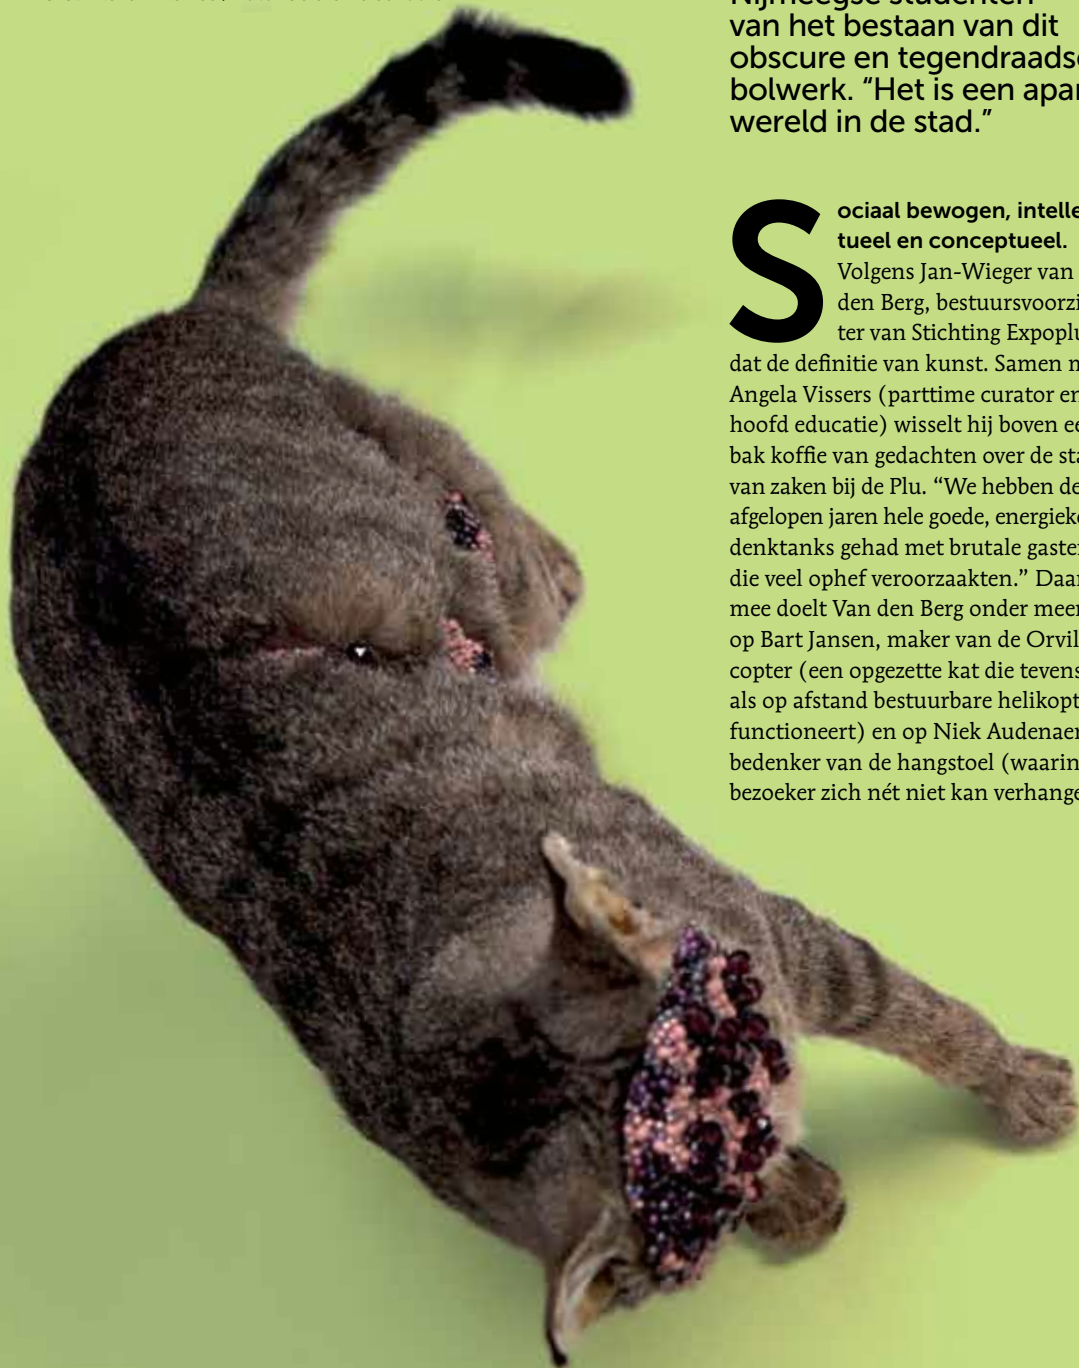 Nijmeegse studenten
van het bestaan van dit
obscure en tegendraadse
bolwerk. “Het is een apar
wereld in de stad.”
Sociaal bewogen, intelle
tueel en conceptueel.
Volgens Jan-Wieger van
den Berg, bestuursvoorzi
ter van Stichting Expoplu
dat de definitie van kunst. Samen m
Angela Vissers (parttime curator en
hoofd educatie) wisselt hij boven ee
bak koffie van gedachten over de sta
van zaken bij de Plu. “We hebben de
afgelopen jaren hele goede, energieke
denktanks gehad met brutale gasten
die veel ophef veroorzaakten.” Daar
mee doelt Van den Berg onder meer
op Bart Jansen, maker van de Orvil
copter (een opgezette kat die tevens
als op afstand bestuurbare helikopt
functioneert) en op Niek Audenaer
bedenker van de hangstoel (waarin
bezoeker zich nét niet kan verhange